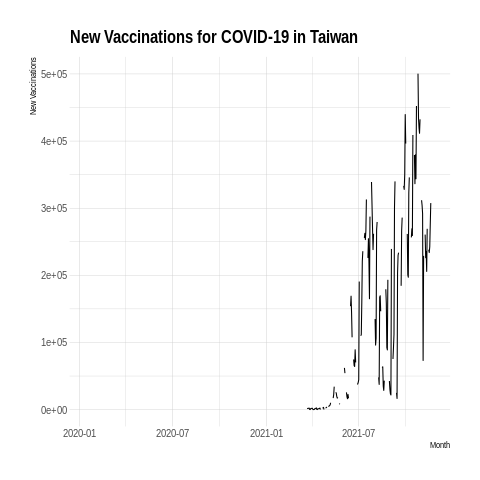 New Vaccinations for COVID-19 in Taiwan
New Vaccinations
5e+05
4e+05
3e+05
2e+05
1e+05
0e+00
2020-01 2020-07 2021-01 2021-07
Month